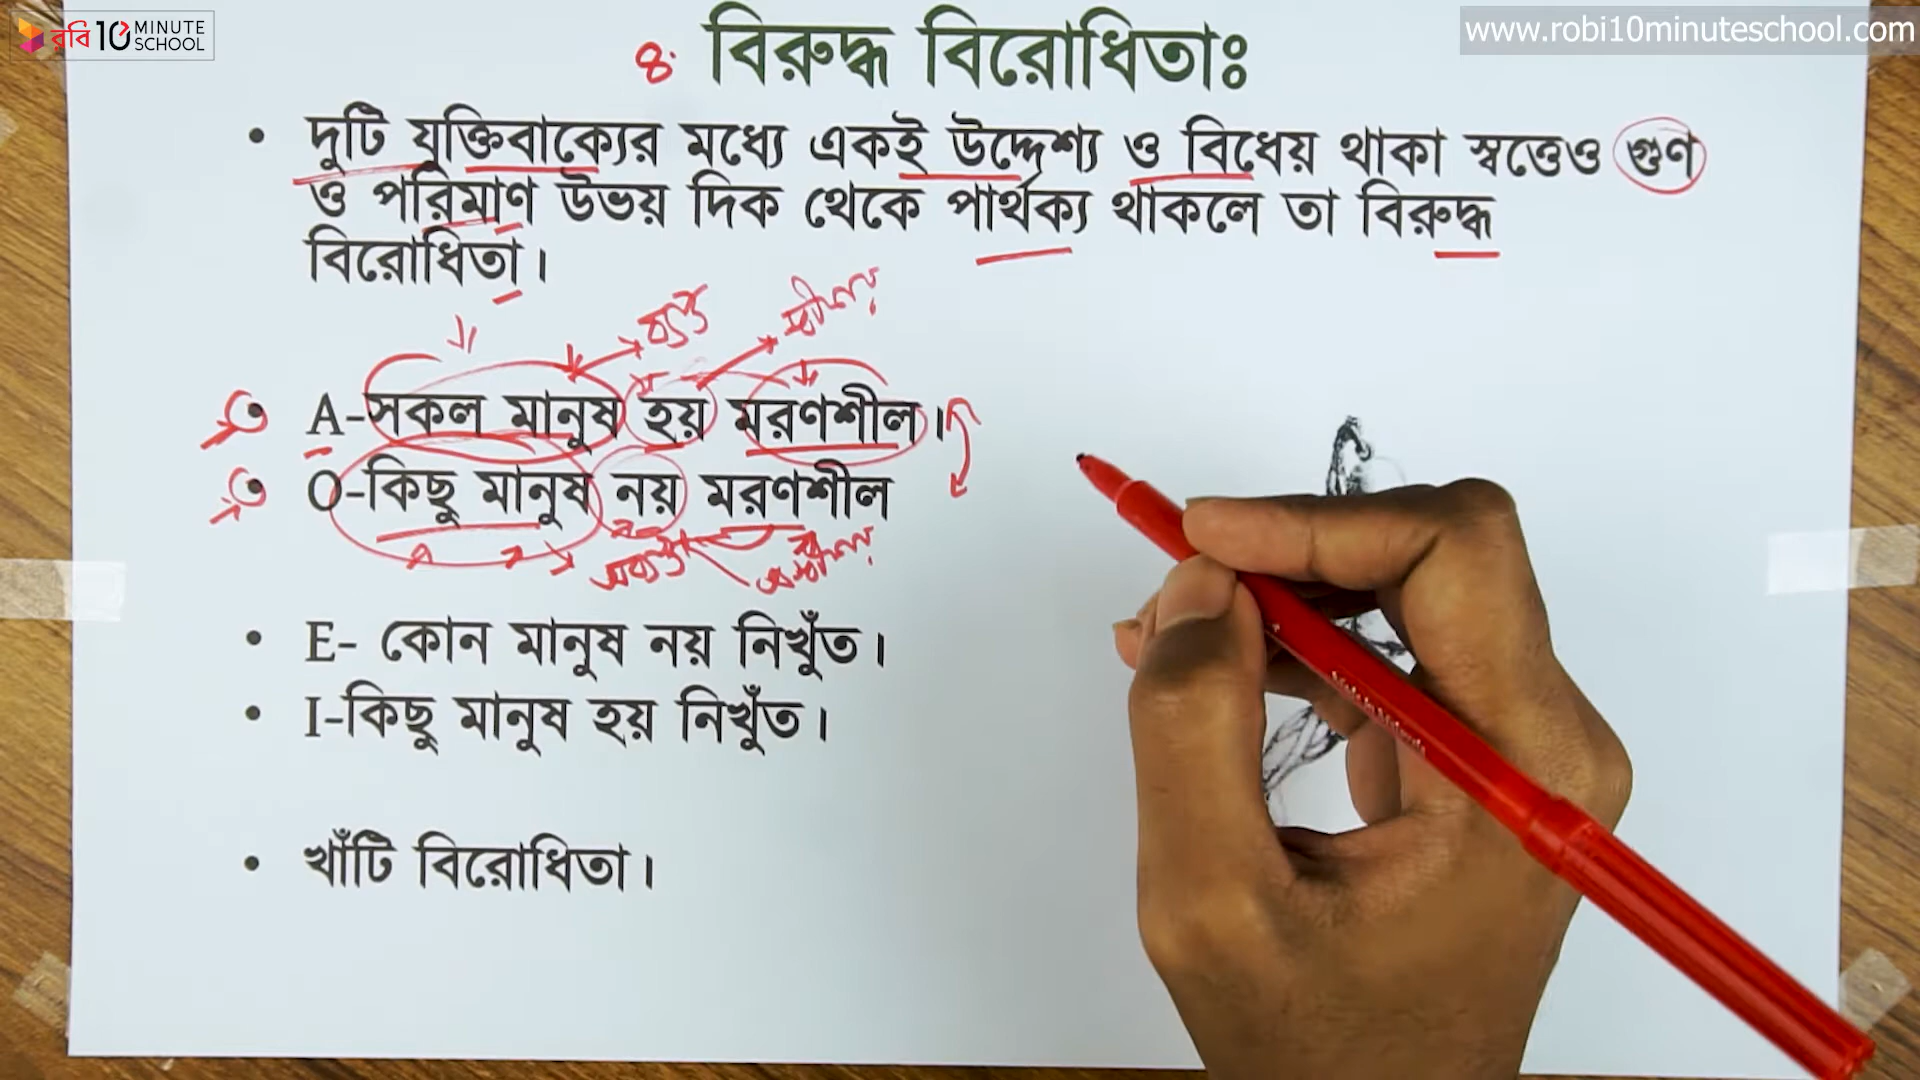 রবি 10 MINUTE SCHOOL
www.robi10minuteschool.com
৪. বিরুদ্ধ বিরোধিতাঃ
• দুটি যুক্তিবাক্যের মধ্যে একই উদ্দেশ্য ও বিধেয় থাকা স্বত্তেও গুণ
ও পরিমাণ উভয় দিক থেকে পার্থক্য থাকলে তা বিরুদ্ধ
বিরোধিতা।
• A-সকল মানুষ হয় মরণশীল।
• O-কিছু মানুষ নয় মরণশীল
• E- কোন মানুষ নয় নিখুঁত।
• I-কিছু মানুষ হয় নিখুঁত।
• খাঁটি বিরোধিতা।